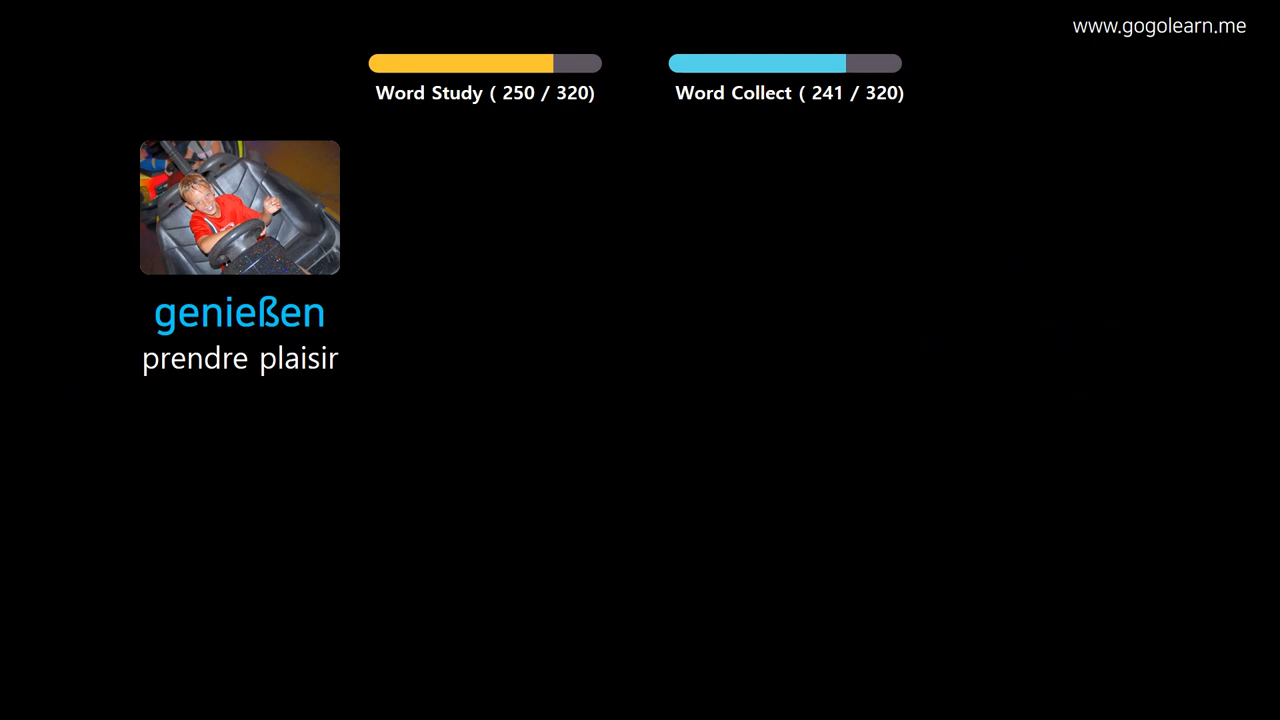 www.gogolearn.me
Word Study ( 250 / 320)
Word Collect ( 241 / 320)
genießen
prendre plaisir